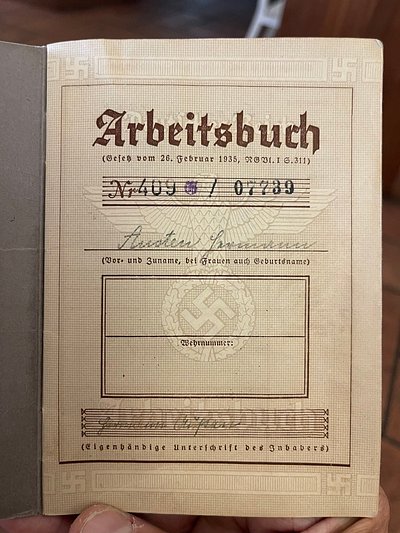 Arbeitsbuch
(Gesetz vom 26. Februar 1935, RGBl. I S.311)
Nr. 409 / 07739
Hermann
(Vor- und Zuname, bei Frauen auch Geburtsname)
Wehrnummer:
(Eigenhändige Unterschrift des Inhabers)